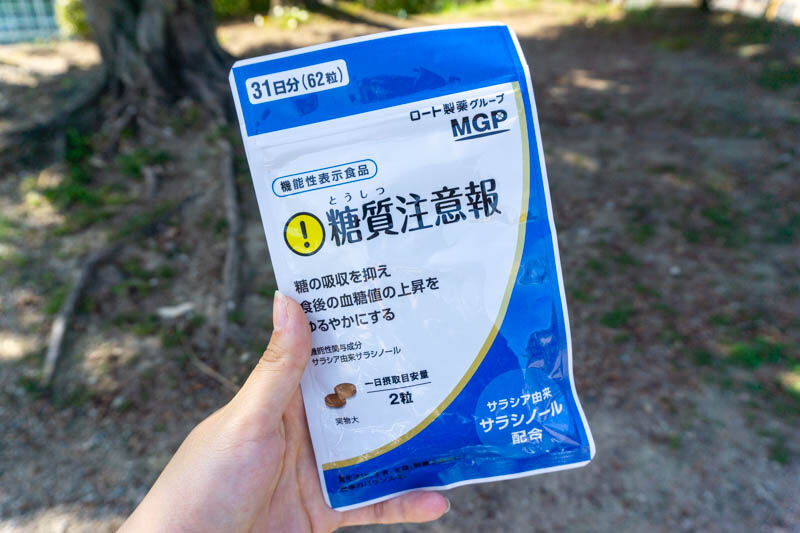 31日分(62粒)
ロート製薬グループ
MGP
機能性表示食品
とうしつ
! 糖質注意報
糖の吸収を抑え
食後の血糖値の上昇を
ゆるやかにする
機能性関与成分
サラシア由来サラシノール
一日摂取目安量
2粒
実物大
サラシア由来
サラシノール
配合